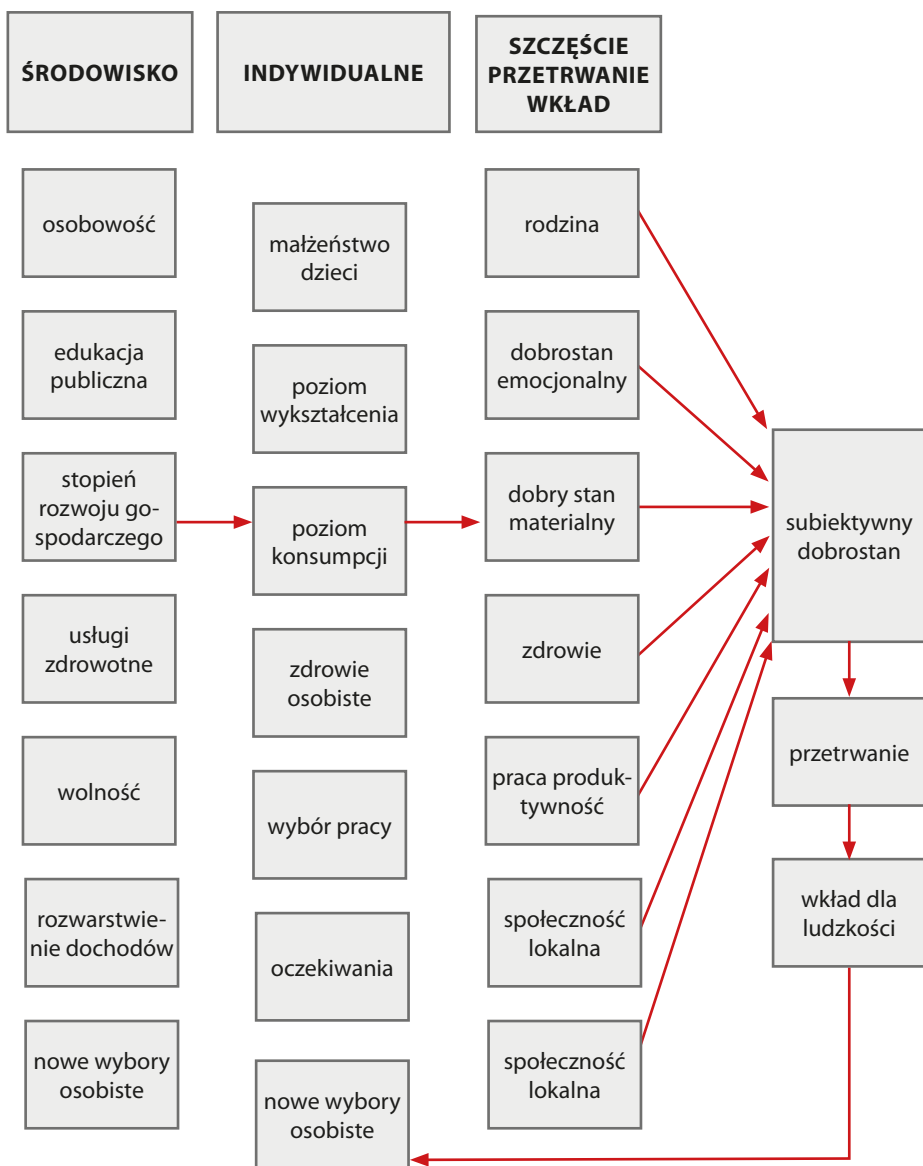 ŚRODOWISKO
INDYWIDUALNE
SZCZĘŚCIE
PRZETRWANIE
WKŁAD
osobowość
edukacja
publiczna
stopień
rozwoju go-
spodarczego
usługi
zdrowotne
wolność
rozwarstwie-
nie dochodów
nowe wybory
osobiste
małżeństwo
dzieci
poziom
wykształcenia
poziom
konsumpcji
zdrowie
osobiste
wybór pracy
oczekiwania
nowe wybory
osobiste
rodzina
dobrostan
emocjonalny
dobry stan
materialny
zdrowie
praca produk-
tywność
społeczność
lokalna
społeczność
lokalna
subiektywny
dobrostan
przetrwanie
wkład dla
ludzkości